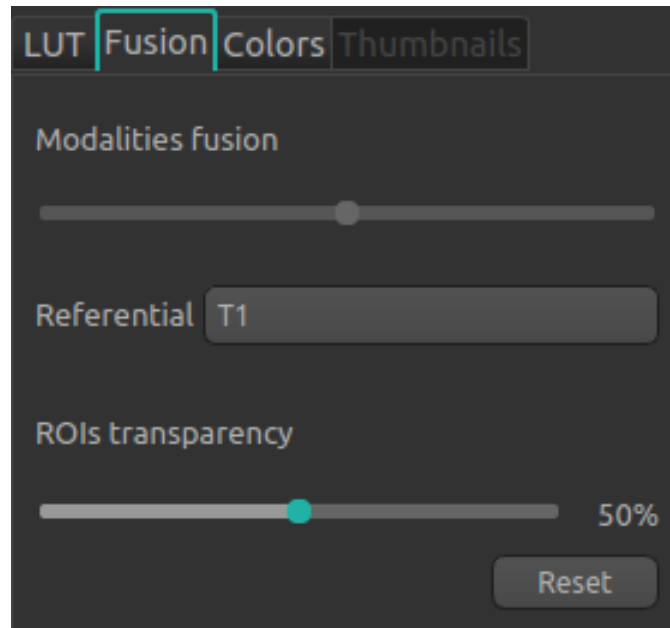 LUT Fusion Colors Thumbnails
Modalities fusion
Referential T1
ROIs transparency
50%
Reset